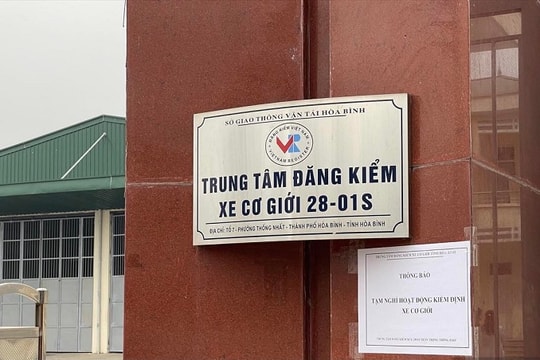 SỞ GIAO THÔNG VẬN TẢI HÒA BÌNH
ĐĂNG KIỂM VIỆT NAM
VR
VIETNAM REGISTER
TRUNG TÂM ĐĂNG KIỂM
XE CƠ GIỚI 28-01S
ĐỊA CHỈ: TỔ 7 - PHƯỜNG THỐNG NHẤT - THÀNH PHỐ HÒA BÌNH - TỈNH HÒA BÌNH
THÔNG BÁO
TẠM NGHỈ HOẠT ĐỘNG KIỂM ĐỊNH
XE CƠ GIỚI